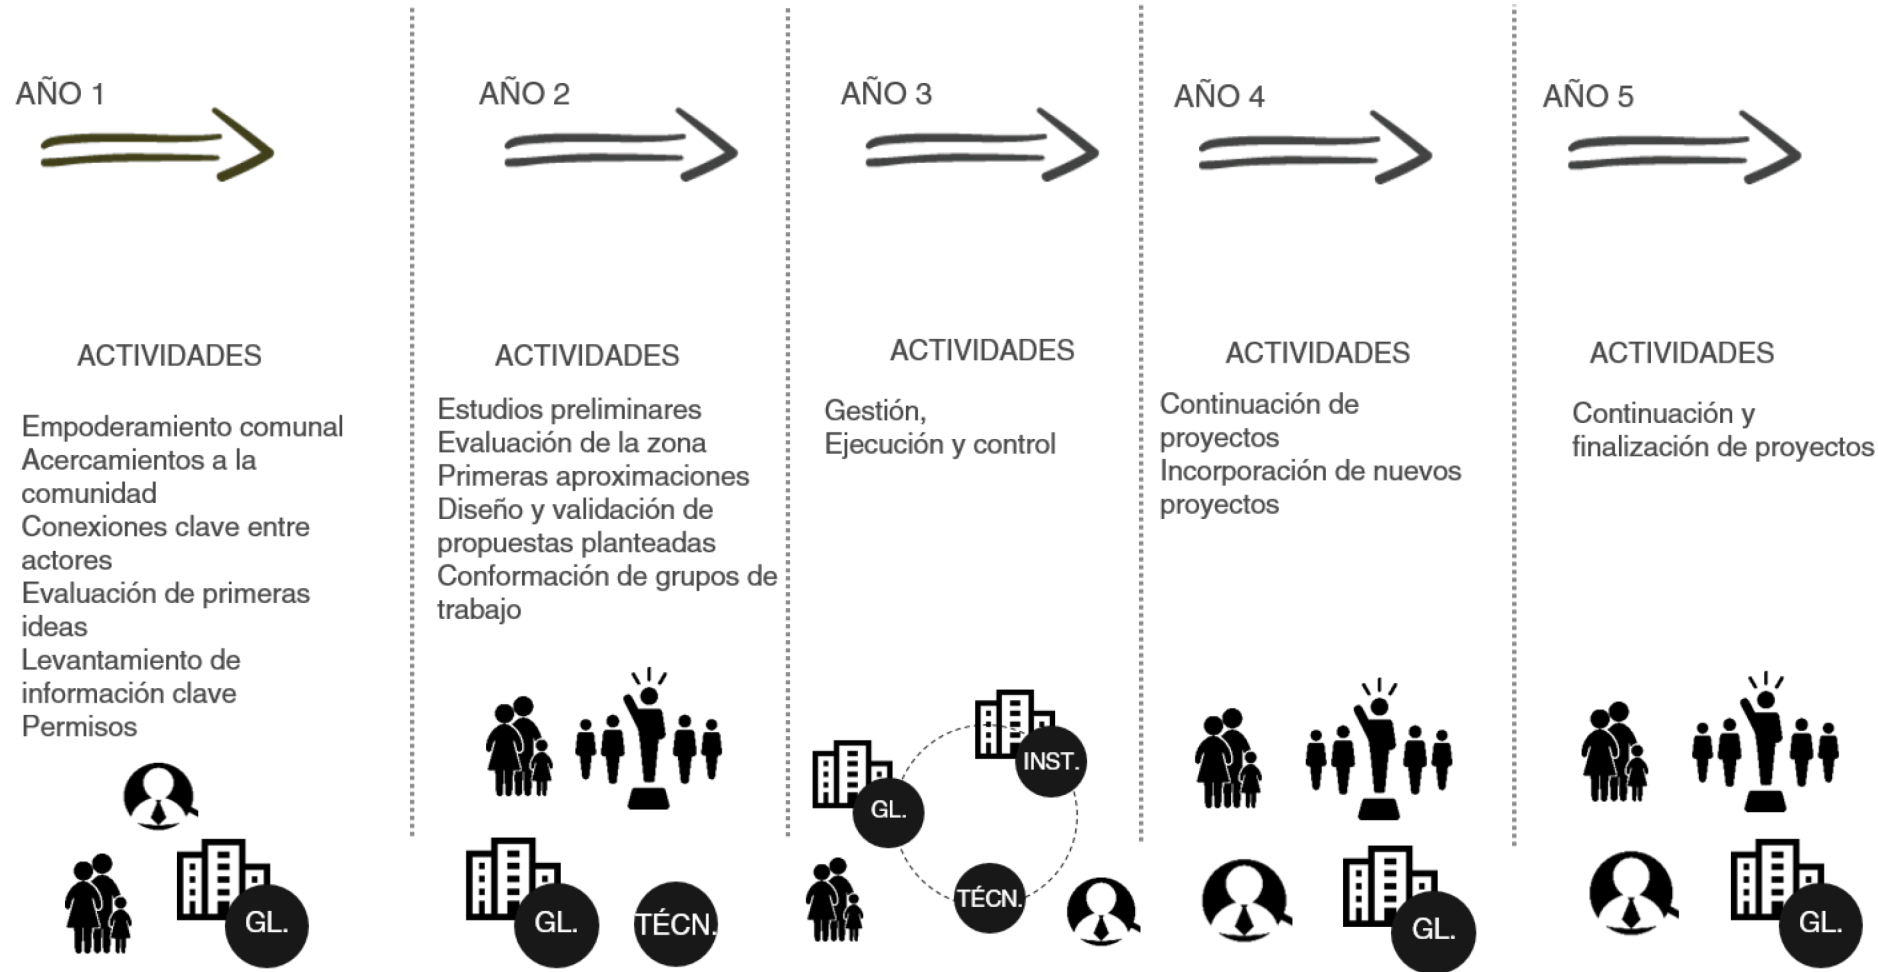 AÑO 1
ACTIVIDADES
Empoderamiento comunal
Acercamientos a la
comunidad
Conexiones clave entre
actores
Evaluación de primeras
ideas
Levantamiento de
información clave
Permisos
GL.
AÑO 2
ACTIVIDADES
Estudios preliminares
Evaluación de la zona
Primeras aproximaciones
Diseño y validación de
propuestas planteadas
Conformación de grupos de
trabajo
GL.
TÉCN.
AÑO 3
ACTIVIDADES
Gestión,
Ejecución y control
INST.
GL.
TÉCN.
AÑO 4
ACTIVIDADES
Continuación de
proyectos
Incorporación de nuevos
proyectos
GL.
AÑO 5
ACTIVIDADES
Continuación y
finalización de proyectos
GL.